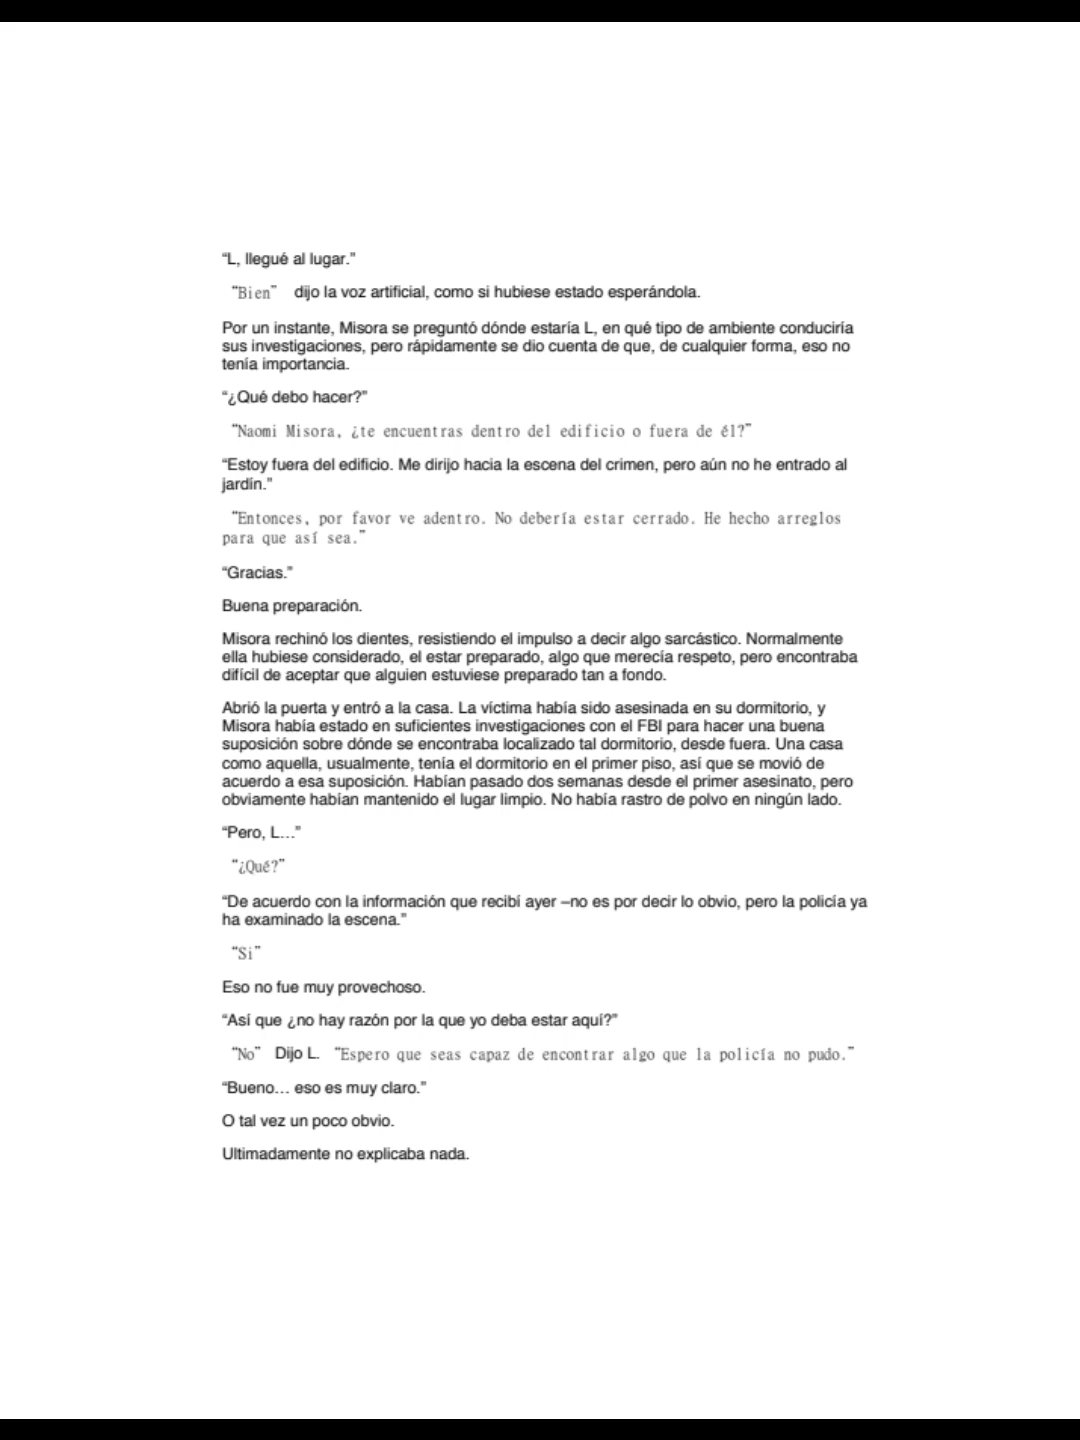 “L, llegué al lugar.”
“Bien” dijo la voz artificial, como si hubiese estado esperándola.
Por un instante, Misora se preguntó dónde estaría L, en qué tipo de ambiente conduciría
sus investigaciones, pero rápidamente se dio cuenta de que, de cualquier forma, eso no
tenía importancia.
“¿Qué debo hacer?”
“Naomi Misora, ¿te encuentras dentro del edificio o fuera de él?”
“Estoy fuera del edificio. Me dirijo hacia la escena del crimen, pero aún no he entrado al
jardín.”
“Entonces, por favor ve adentro. No debería estar cerrado. He hecho arreglos
para que así sea.”
“Gracias.”
Buena preparación.
Misora rechinó los dientes, resistiendo el impulso a decir algo sarcástico. Normalmente
ella hubiese considerado, el estar preparado, algo que merecía respeto, pero encontraba
difícil de aceptar que alguien estuviese preparado tan a fondo.
Abrió la puerta y entró a la casa. La víctima había sido asesinada en su dormitorio, y
Misora había estado en suficientes investigaciones con el FBI para hacer una buena
suposición sobre dónde se encontraba localizado tal dormitorio, desde fuera. Una casa
como aquella, usualmente, tenía el dormitorio en el primer piso, así que se movió de
acuerdo a esa suposición. Habían pasado dos semanas desde el primer asesinato, pero
obviamente habían mantenido el lugar limpio. No había rastro de polvo en ningún lado.
“Pero, L…”
“¿Qué?”
“De acuerdo con la información que recibí ayer –no es por decir lo obvio, pero la policía ya
ha examinado la escena.”
“Si”
Eso no fue muy provechoso.
“Así que ¿no hay razón por la que yo deba estar aquí?”
“No” Dijo L. “Espero que seas capaz de encontrar algo que la policía no pudo.”
“Bueno… eso es muy claro.”
O tal vez un poco obvio.
Ultimadamente no explicaba nada.